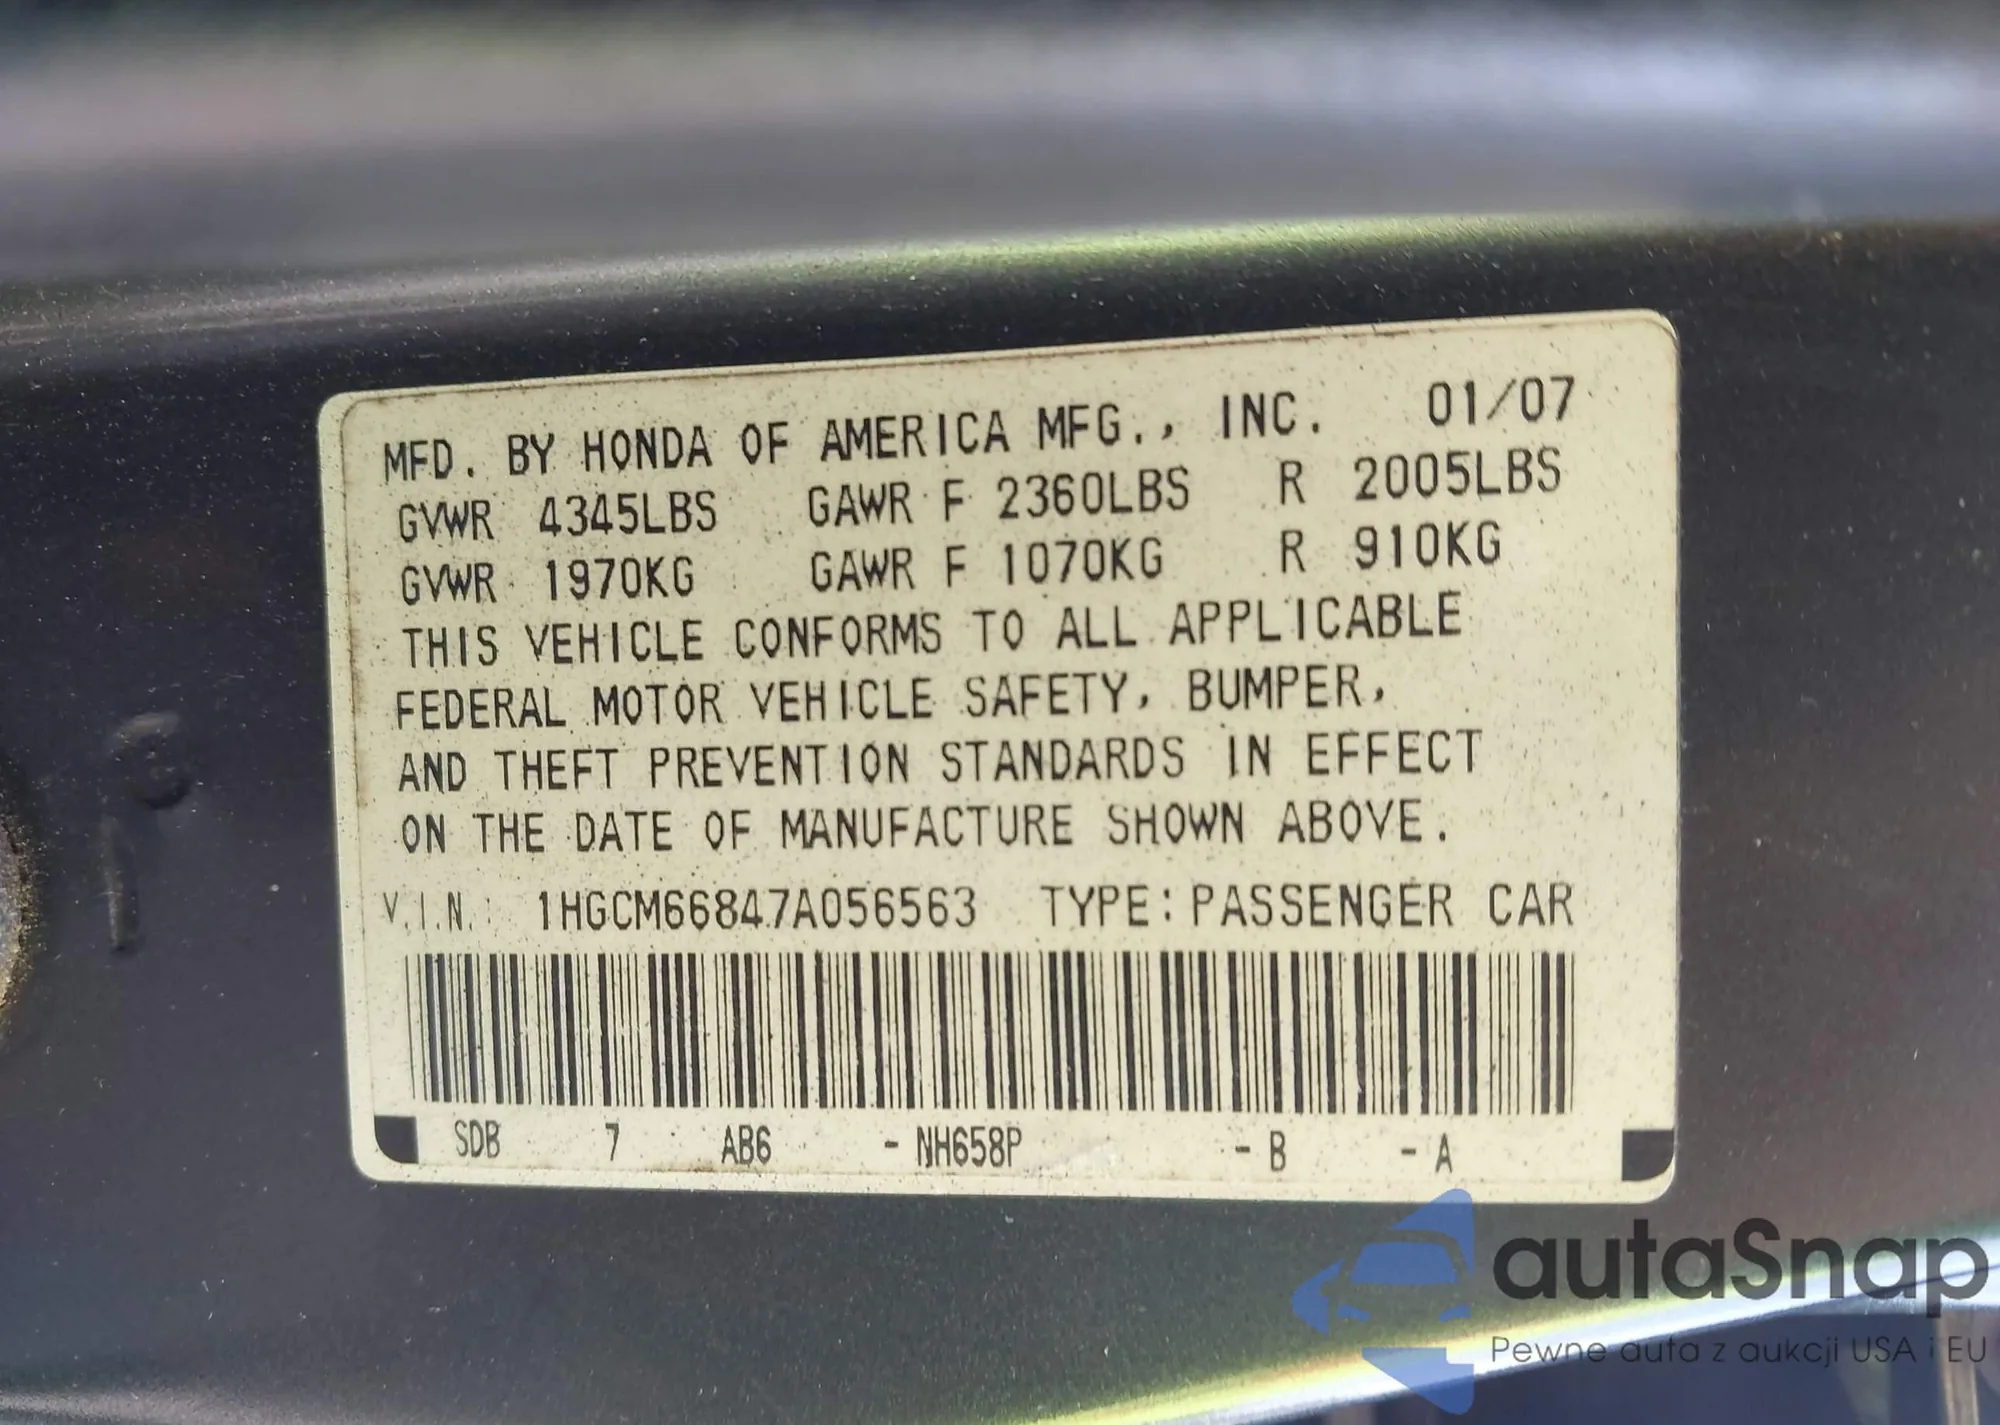 MFD. BY HONDA OF AMERICA MFG., INC. 01/07
GVWR 4345LBS GAWR F 2360LBS R 2005LBS
GVWR 1970KG GAWR F 1070KG R 910KG
THIS VEHICLE CONFORMS TO ALL APPLICABLE
FEDERAL MOTOR VEHICLE SAFETY, BUMPER,
AND THEFT PREVENTION STANDARDS IN EFFECT
ON THE DATE OF MANUFACTURE SHOWN ABOVE.
V.I.N.: 1HGCM66847A056563 TYPE:PASSENGER CAR
SDB 7 AB6 - NH658P - B - A
autaSnap
Pewne auta z aukcji USA i EU